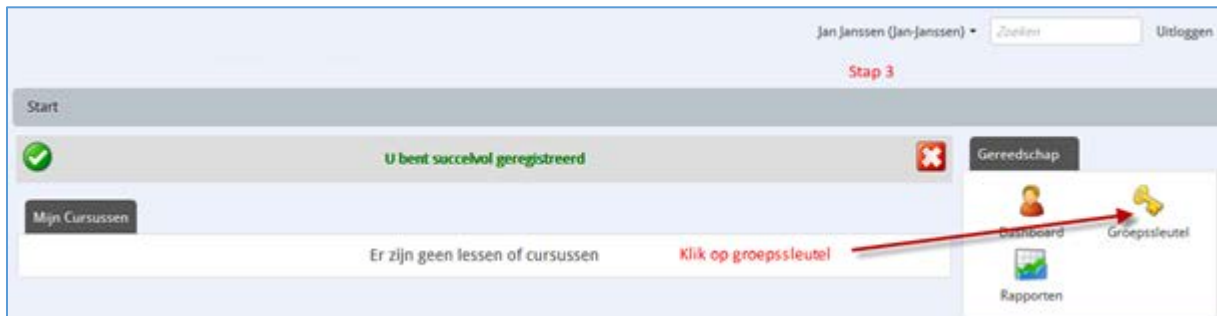 Jan Janssen (Jan-Janssen) Zoeken Uitloggen
Stap 3
Start
U bent succelvol geregistreerd
Gereedschap
Mijn Cursussen
Dashboard Groepssleutel
Er zijn geen lessen of cursussen Klik op groepssleutel
Rapporten